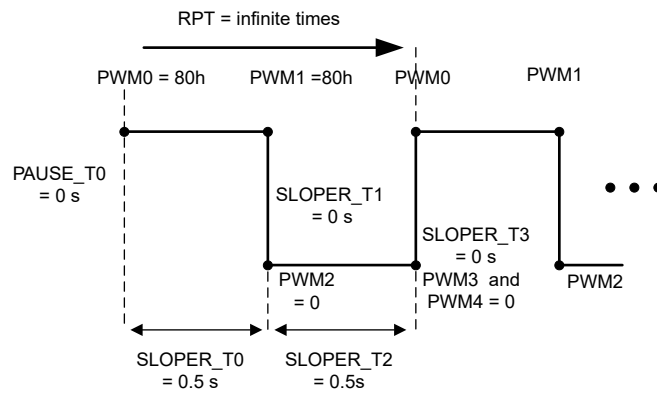 RPT = infinite times
PWM0 = 80h
PWM1 =80h
PWM0
PWM1
PAUSE_T0
= 0 s
SLOPER_T1
= 0 s
SLOPER_T3
= 0 s
PWM2
= 0
PWM3 and
PWM4 = 0
PWM2
SLOPER_T0
= 0.5 s
SLOPER_T2
= 0.5s